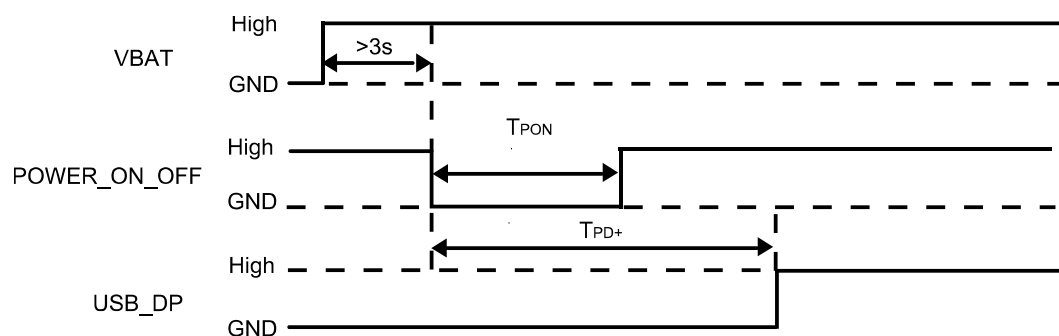 High
>3s
VBAT
GND
TPON
High
POWER_ON_OFF
GND
TPD+
High
USB_DP
GND